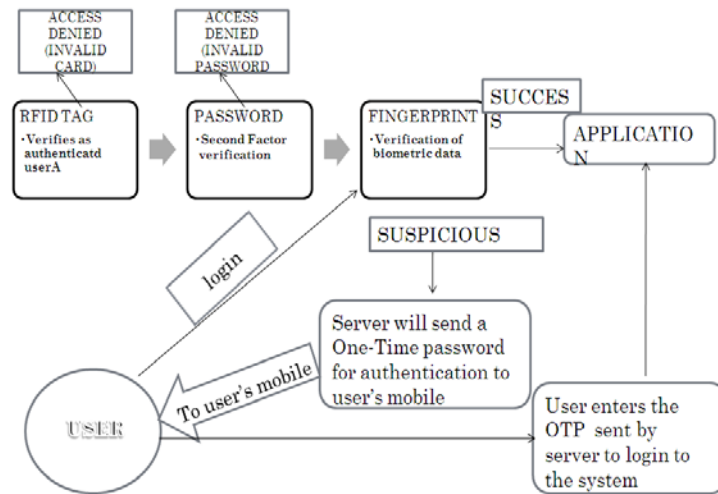 ACCESS
DENIED
(INVALID
CARD)
ACCESS
DENIED
(INVALID
PASSWORD
RFID TAG
·Verifies as
authenticatd
userA
PASSWORD
·Second Factor
verification
FINGERPRINT
·Verification of
biometric data
SUCCES
S
APPLICATIO
N
login
SUSPICIOUS
Server will send a
One-Time password
for authentication to
user's mobile
To user's mobile
USER
User enters the
OTP sent by
server to login to
the system